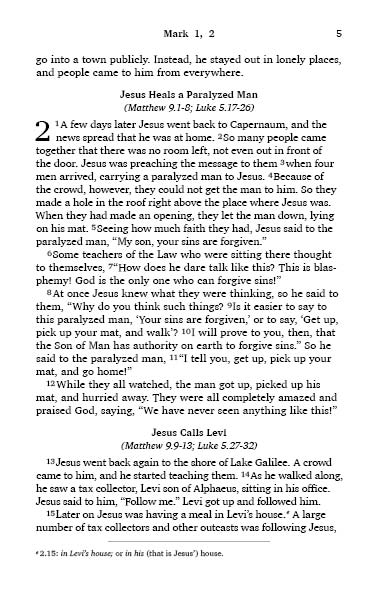 Mark 1, 2 5
go into a town publicly. Instead, he stayed out in lonely places,
and people came to him from everywhere.
Jesus Heals a Paralyzed Man
(Matthew 9.1-8; Luke 5.17-26)
2 1A few days later Jesus went back to Capernaum, and the
news spread that he was at home. 2So many people came
together that there was no room left, not even out in front of
the door. Jesus was preaching the message to them 3when four
men arrived, carrying a paralyzed man to Jesus. 4Because of
the crowd, however, they could not get the man to him. So they
made a hole in the roof right above the place where Jesus was.
When they had made an opening, they let the man down, lying
on his mat. 5Seeing how much faith they had, Jesus said to the
paralyzed man, “My son, your sins are forgiven.”
6Some teachers of the Law who were sitting there thought
to themselves, 7“How does he dare talk like this? This is blas-
phemy! God is the only one who can forgive sins!”
8At once Jesus knew what they were thinking, so he said to
them, “Why do you think such things? 9Is it easier to say to
this paralyzed man, ‘Your sins are forgiven,’ or to say, ‘Get up,
pick up your mat, and walk’? 10I will prove to you, then, that
the Son of Man has authority on earth to forgive sins.” So he
said to the paralyzed man, 11“I tell you, get up, pick up your
mat, and go home!”
12While they all watched, the man got up, picked up his
mat, and hurried away. They were all completely amazed and
praised God, saying, “We have never seen anything like this!”
Jesus Calls Levi
(Matthew 9.9-13; Luke 5.27-32)
13Jesus went back again to the shore of Lake Galilee. A crowd
came to him, and he started teaching them. 14As he walked along,
he saw a tax collector, Levi son of Alphaeus, sitting in his office.
Jesus said to him, “Follow me.” Levi got up and followed him.
15Later on Jesus was having a meal in Levi’s house.e A large
number of tax collectors and other outcasts was following Jesus,
e 2.15: in Levi’s house; or in his (that is Jesus’) house.